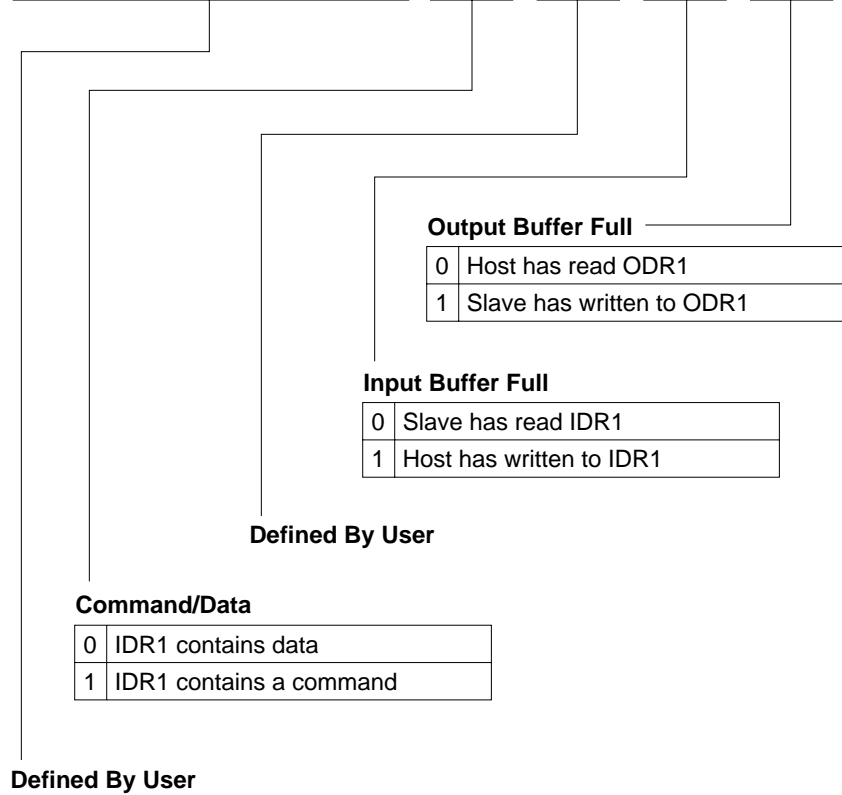 Output Buffer Full
0 Host has read ODR1
1 Slave has written to ODR1
Input Buffer Full
0 Slave has read IDR1
1 Host has written to IDR1
Defined By User
Command/Data
0 IDR1 contains data
1 IDR1 contains a command
Defined By User